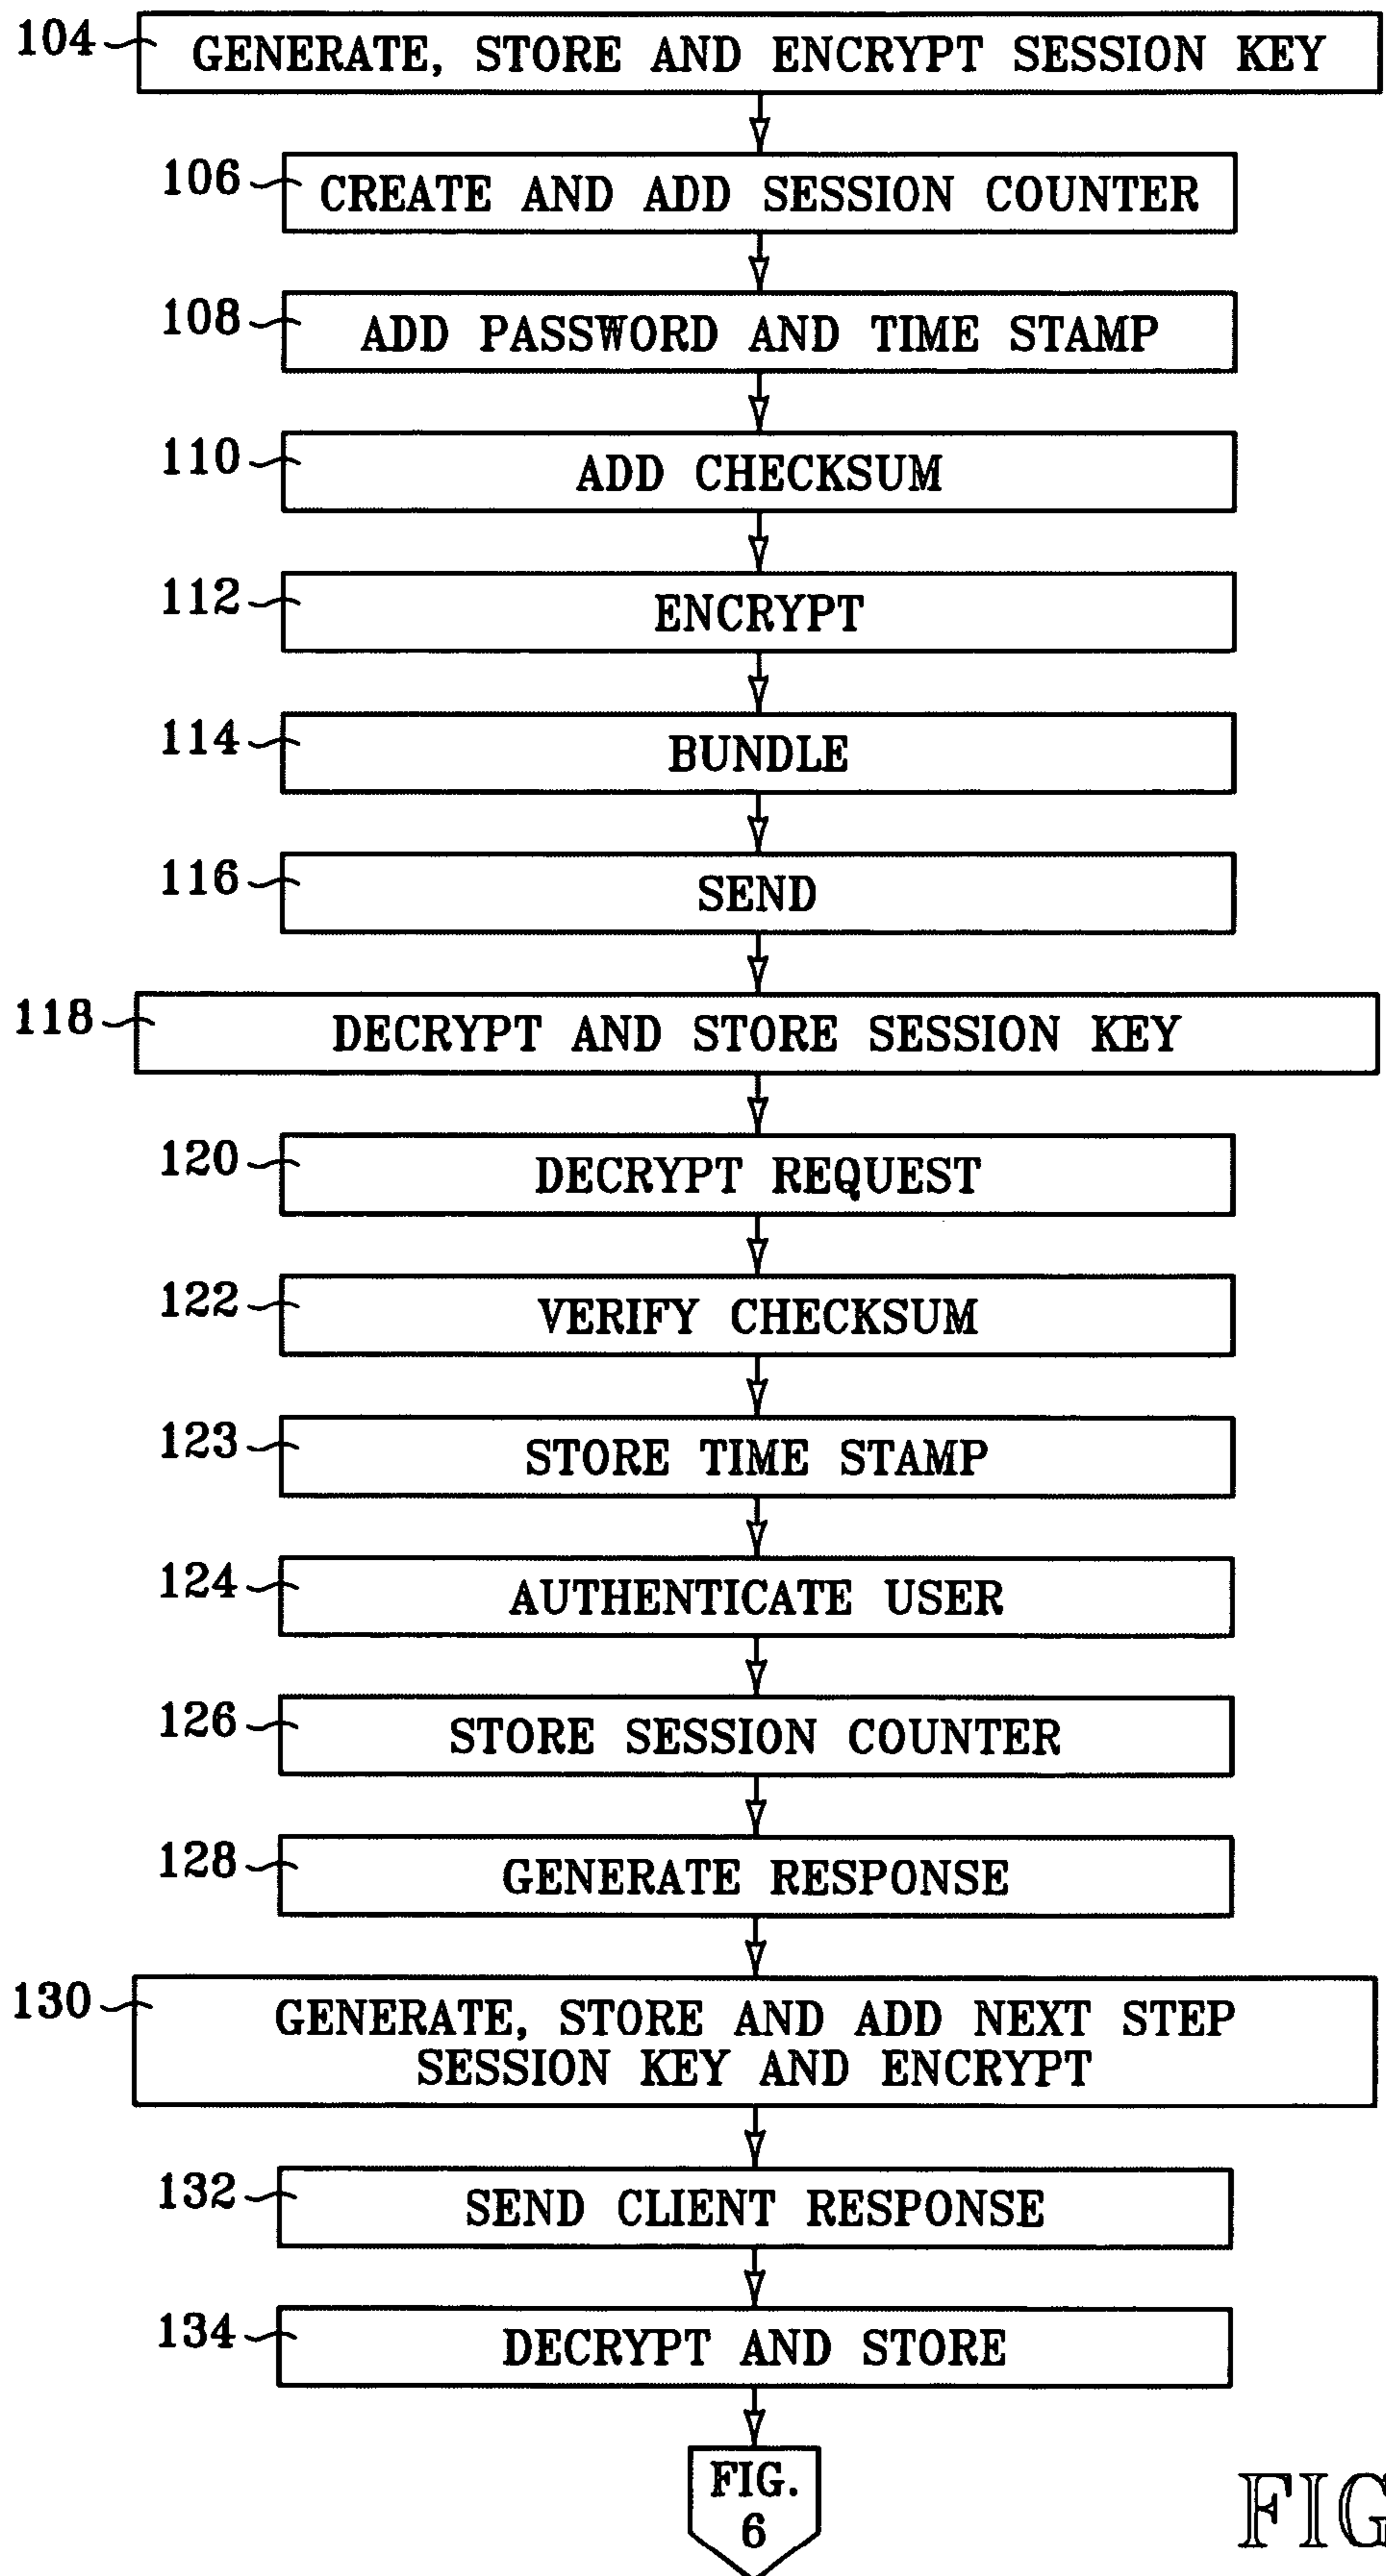 104 GENERATE, STORE AND ENCRYPT SESSION KEY
106 CREATE AND ADD SESSION COUNTER
108 ADD PASSWORD AND TIME STAMP
110 ADD CHECKSUM
112 ENCRYPT
114 BUNDLE
116 SEND
118 DECRYPT AND STORE SESSION KEY
120 DECRYPT REQUEST
122 VERIFY CHECKSUM
123 STORE TIME STAMP
124 AUTHENTICATE USER
126 STORE SESSION COUNTER
128 GENERATE RESPONSE
130 GENERATE, STORE AND ADD NEXT STEP
SESSION KEY AND ENCRYPT
132 SEND CLIENT RESPONSE
134 DECRYPT AND STORE
FIG.
6
FIG